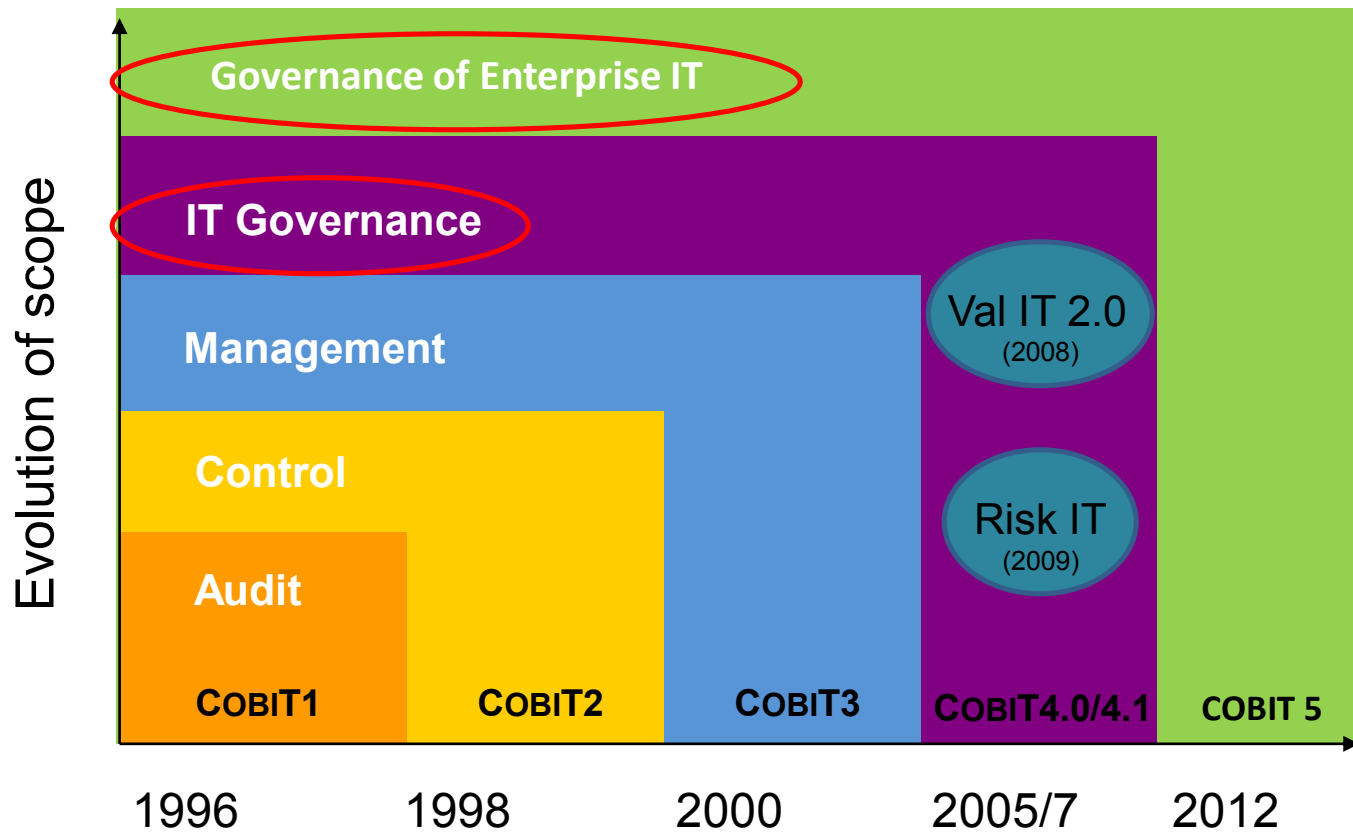 Governance of Enterprise IT
IT Governance
Management
Control
Audit
Val IT 2.0
(2008)
Risk IT
(2009)
COBIT1
COBIT2
COBIT3
COBIT4.0/4.1
COBIT 5
1996
1998
2000
2005/7
2012
Evolution of scope